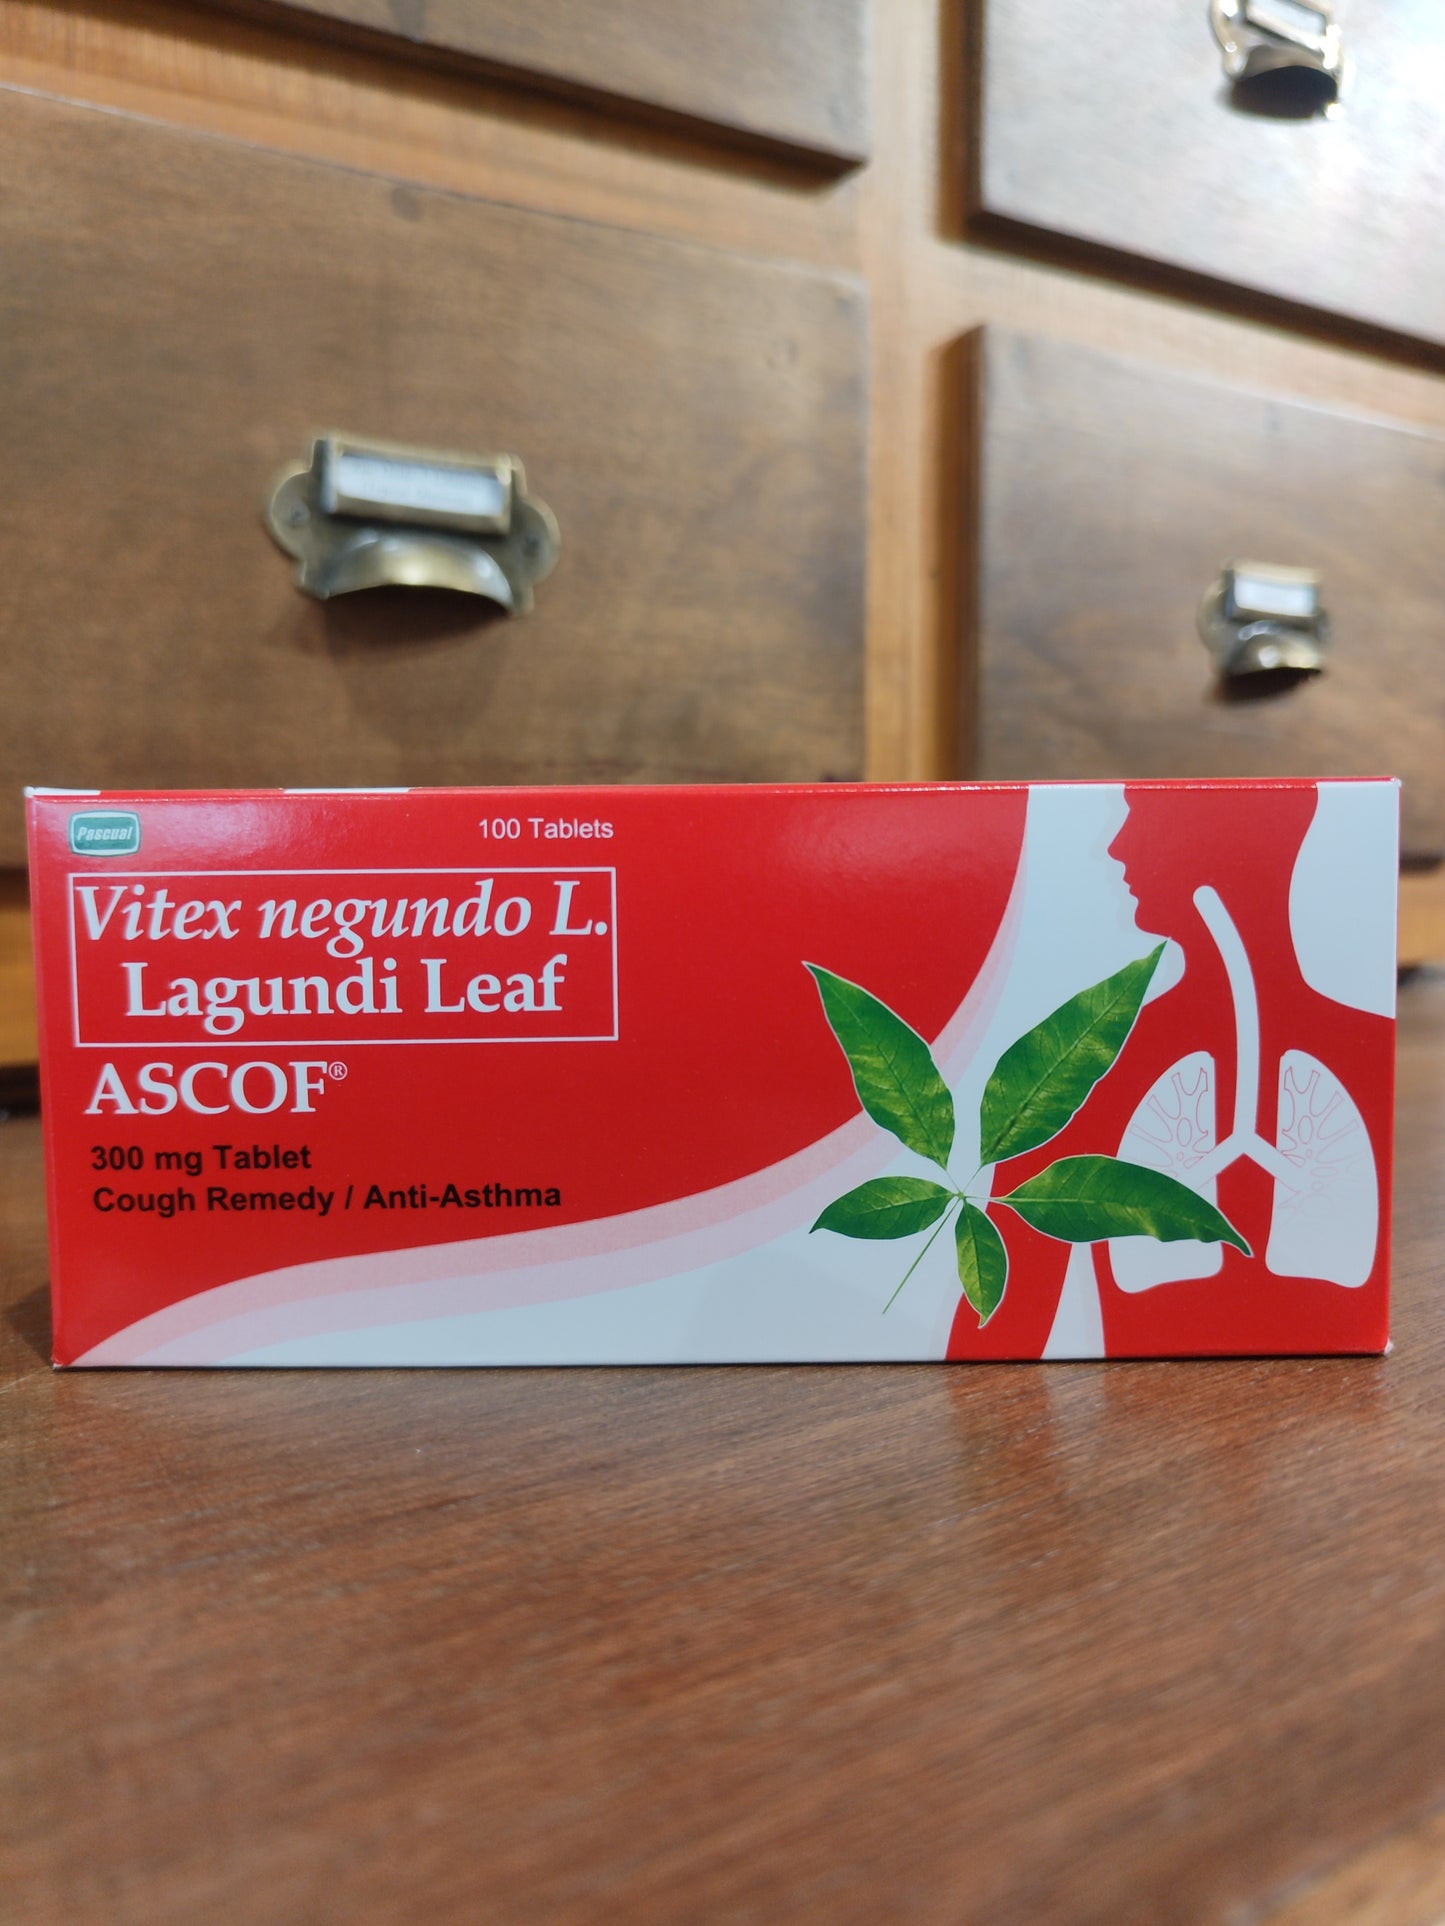 Pascual
100 Tablets
Vitex negundo L.
Lagundi Leaf
ASCOF®
300 mg Tablet
Cough Remedy / Anti-Asthma